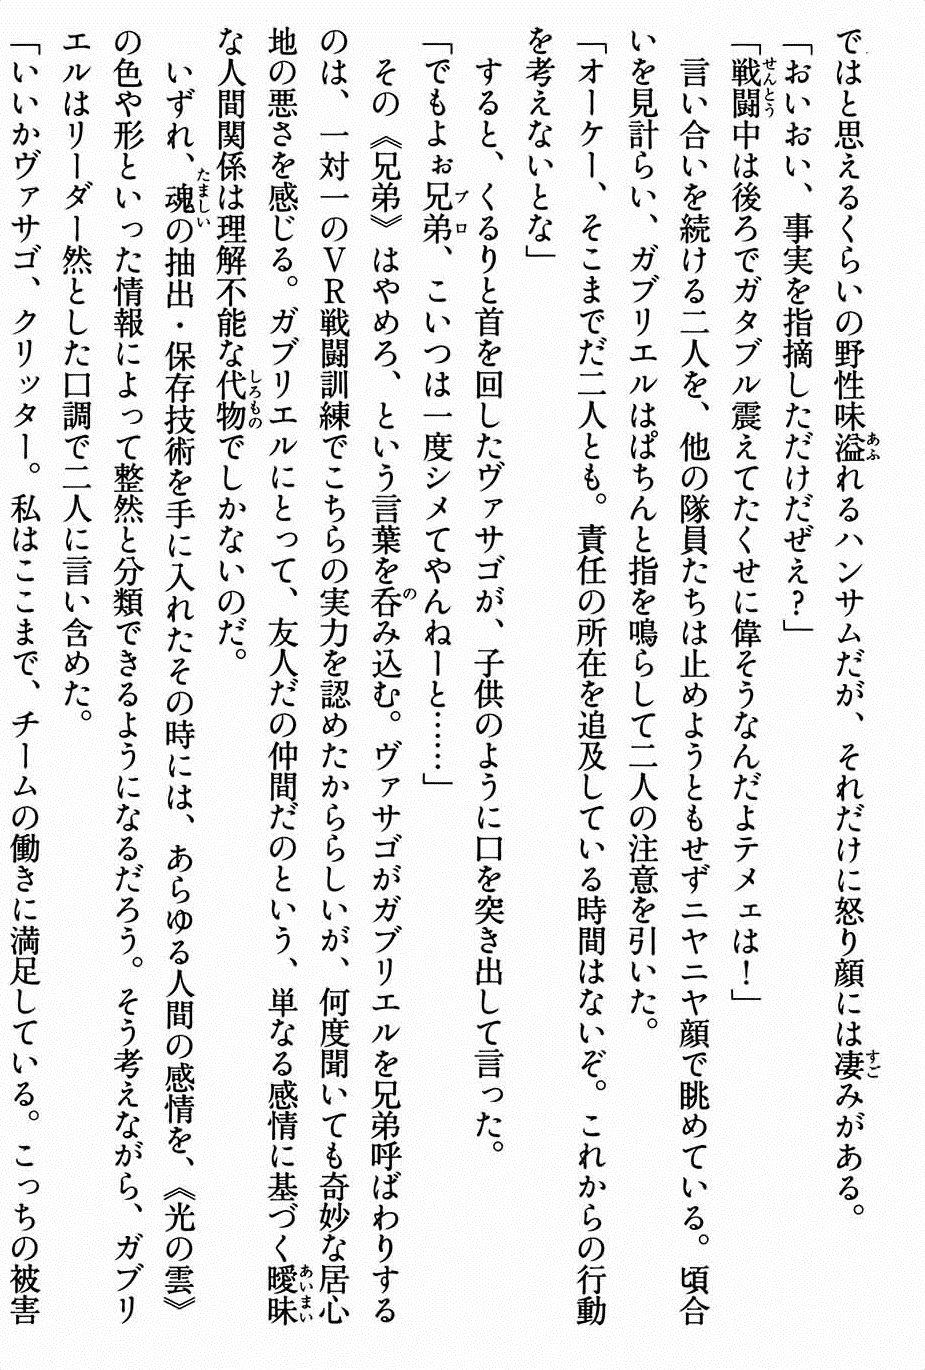 ではと思えるくらいの野性味溢れるハンサムだが、それだけに怒り顔には凄みがある。
「おいおい、事実を指摘しただけだぜぇ？」
「戦闘中は後ろでガタブル震えてたくせに偉そうなんだよテメェは！」
言い合いを続ける二人を、他の隊員たちは止めようともせずニヤニヤ顔で眺めている。頃合
いを見計らい、ガブリエルはぱちんと指を鳴らして二人の注意を引いた。
「オーケー、そこまでだ二人とも。責任の所在を追及している時間はないぞ。これからの行動
を考えないとな」
すると、くるりと首を回したヴァサゴが、子供のように口を突き出して言った。
「でもよぉ兄弟、こいつは一度シメてやんねーと……」
その《兄弟》はやめろ、という言葉を呑み込む。ヴァサゴがガブリエルを兄弟呼ばわりする
のは、一対一のＶＲ戦闘訓練でこちらの実力を認めたかららしいが、何度聞いても奇妙な居心
地の悪さを感じる。ガブリエルにとって、友人だの仲間だのという、単なる感情に基づく曖昧
な人間関係は理解不能な代物でしかないのだ。
いずれ、魂の抽出・保存技術を手に入れたその時には、あらゆる人間の感情を、《光の雲》
の色や形といった情報によって整然と分類できるようになるだろう。そう考えながら、ガブリ
エルはリーダー然とした口調で二人に言い含めた。
「いいかヴァサゴ、クリッター。私はここまで、チームの働きに満足している。こっちの被害